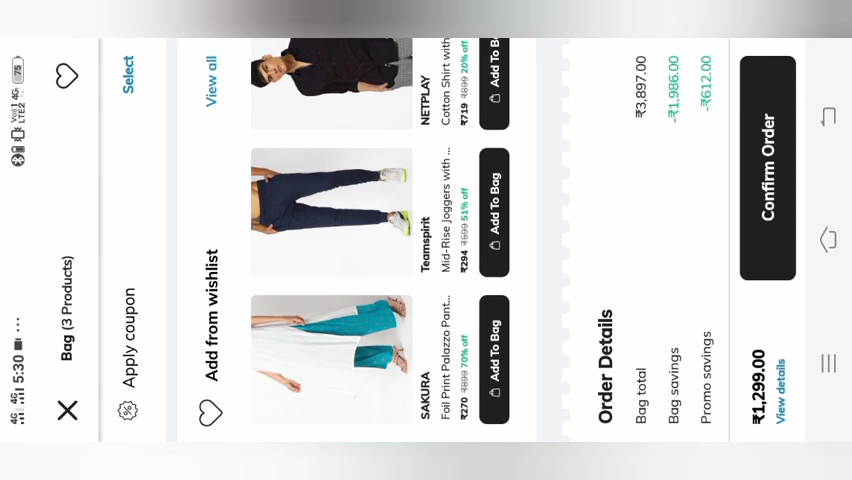 5:30
4G 4G
Vo) 1 4G
LTE2
75
Bag (3 Products)
Apply coupon
Select
Add from wishlist
View all
SAKURA
Foil Print Palazzo Pant...
₹270 ₹899 70% off
Add To Bag
Teamspirit
Mid-Rise Joggers with ...
₹294 ₹599 51% off
Add To Bag
NETPLAY
Cotton Shirt with
₹719 ₹899 20% off
Add To B
Order Details
Bag total ₹3,897.00
Bag savings -₹1,986.00
Promo savings -₹612.00
₹1,299.00
View details
Confirm Order